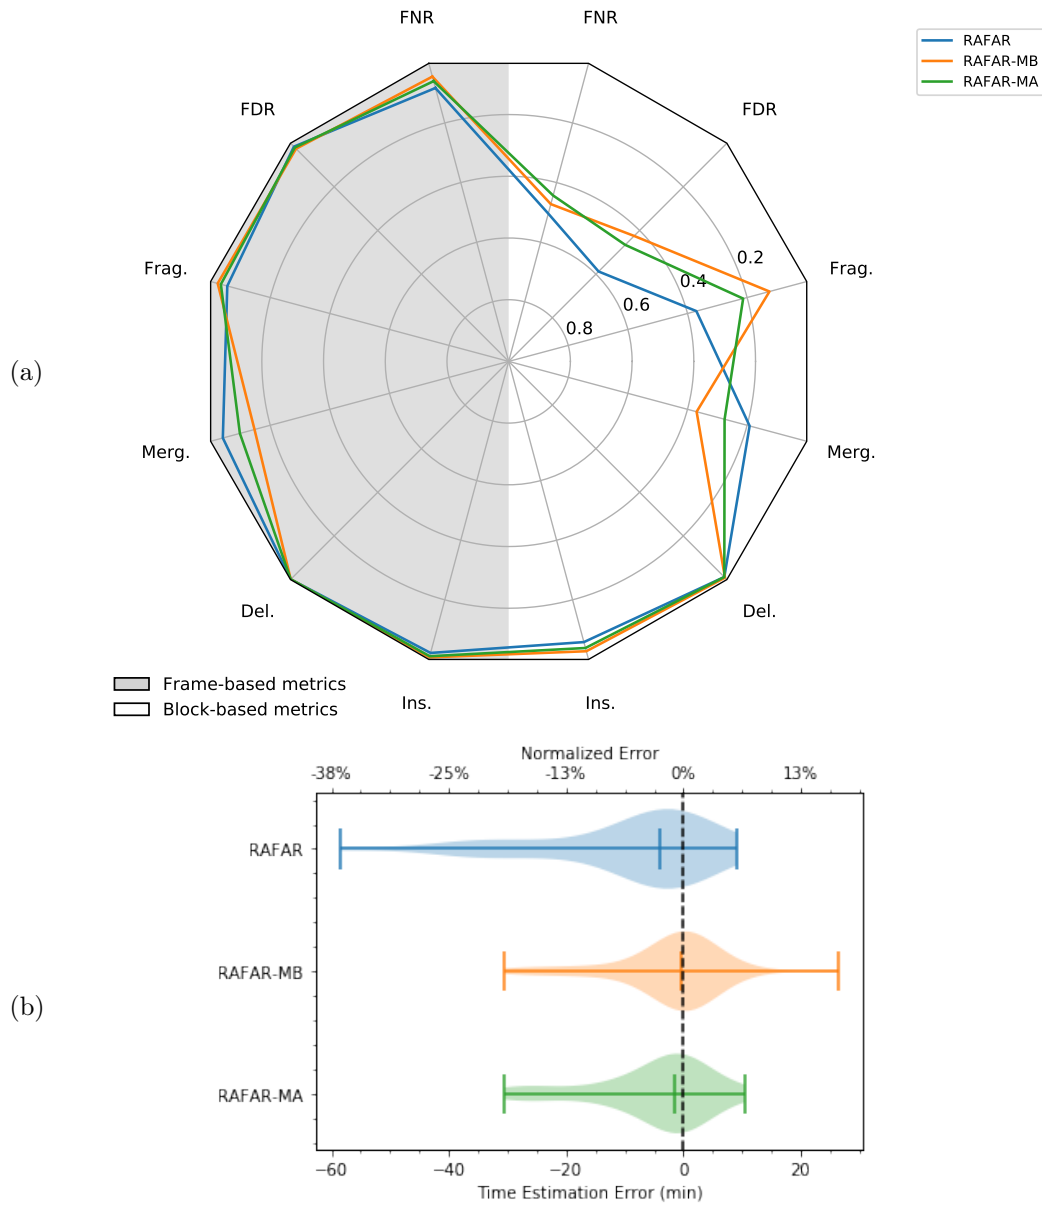 FNR FNR
RAFAR
RAFAR-MB
RAFAR-MA
FDR FDR
0.2
Frag. Frag.
0.4
0.6
0.8
(a)
Merg. Merg.
Del. Del.
Frame-based metrics
Block-based metrics
Ins. Ins.
Normalized Error
-38% -25% -13% 0% 13%
RAFAR
RAFAR-MB
(b)
RAFAR-MA
−60 −40 −20 0 20
Time Estimation Error (min)